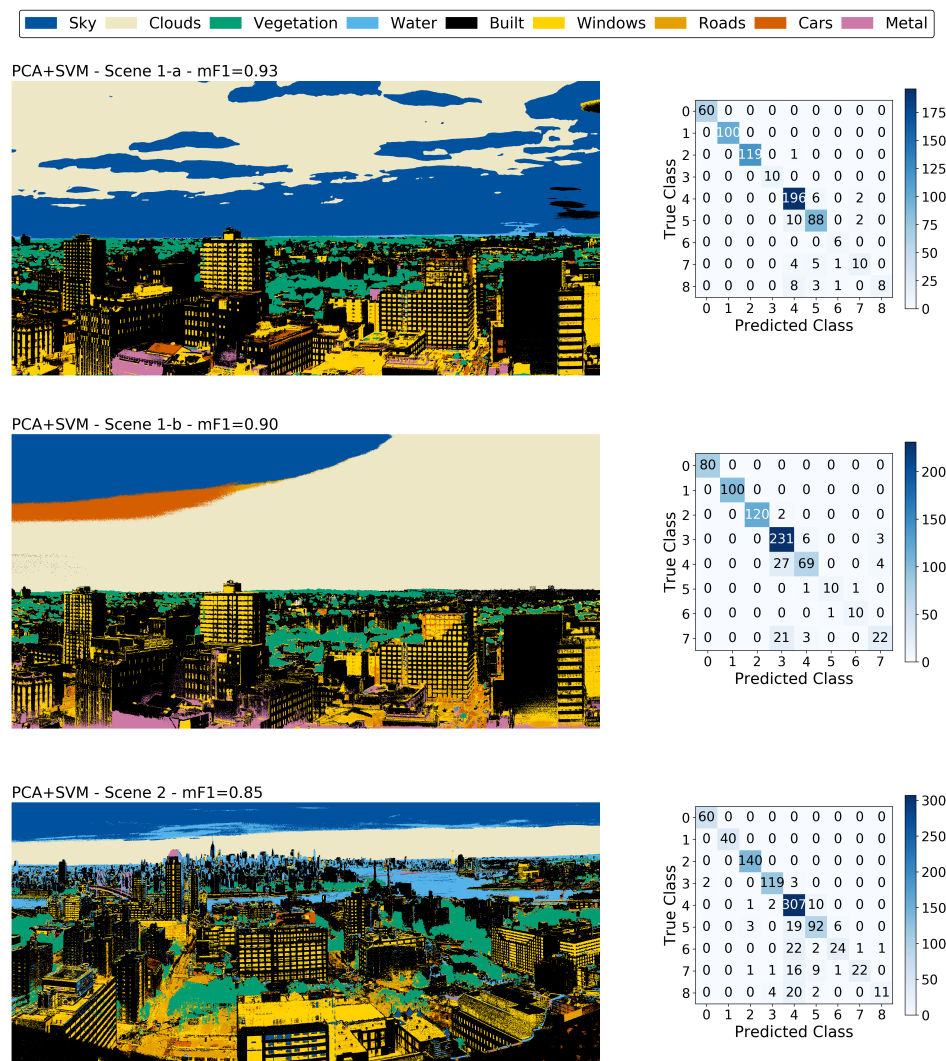 Sky Clouds Vegetation Water Built Windows Roads Cars Metal
PCA+SVM - Scene 1-a - mF1=0.93
0 60 0 0 0 0 0 0 0 0
1 0 100 0 0 0 0 0 0 0
2 0 0 119 0 1 0 0 0 0
3 0 0 0 10 0 0 0 0 0
4 0 0 0 0 196 6 0 2 0
5 0 0 0 0 10 88 0 2 0
6 0 0 0 0 0 0 6 0 0
7 0 0 0 0 4 5 1 10 0
8 0 0 0 0 8 3 1 0 8
0 1 2 3 4 5 6 7 8
Predicted Class
True Class
175
150
125
100
75
50
25
0
PCA+SVM - Scene 1-b - mF1=0.90
0 80 0 0 0 0 0 0 0
1 0 100 0 0 0 0 0 0
2 0 0 120 2 0 0 0 0
3 0 0 0 231 6 0 0 3
4 0 0 0 27 69 0 0 4
5 0 0 0 0 1 10 1 0
6 0 0 0 0 0 1 10 0
7 0 0 0 21 3 0 0 22
0 1 2 3 4 5 6 7
Predicted Class
True Class
200
150
100
50
0
PCA+SVM - Scene 2 - mF1=0.85
0 60 0 0 0 0 0 0 0 0
1 0 40 0 0 0 0 0 0 0
2 0 0 140 0 0 0 0 0 0
3 2 0 0 119 3 0 0 0 0
4 0 0 1 2 307 10 0 0 0
5 0 0 3 0 19 92 6 0 0
6 0 0 0 0 22 2 24 1 1
7 0 0 1 1 16 9 1 22 0
8 0 0 0 4 20 2 0 0 11
0 1 2 3 4 5 6 7 8
Predicted Class
True Class
300
250
200
150
100
50
0